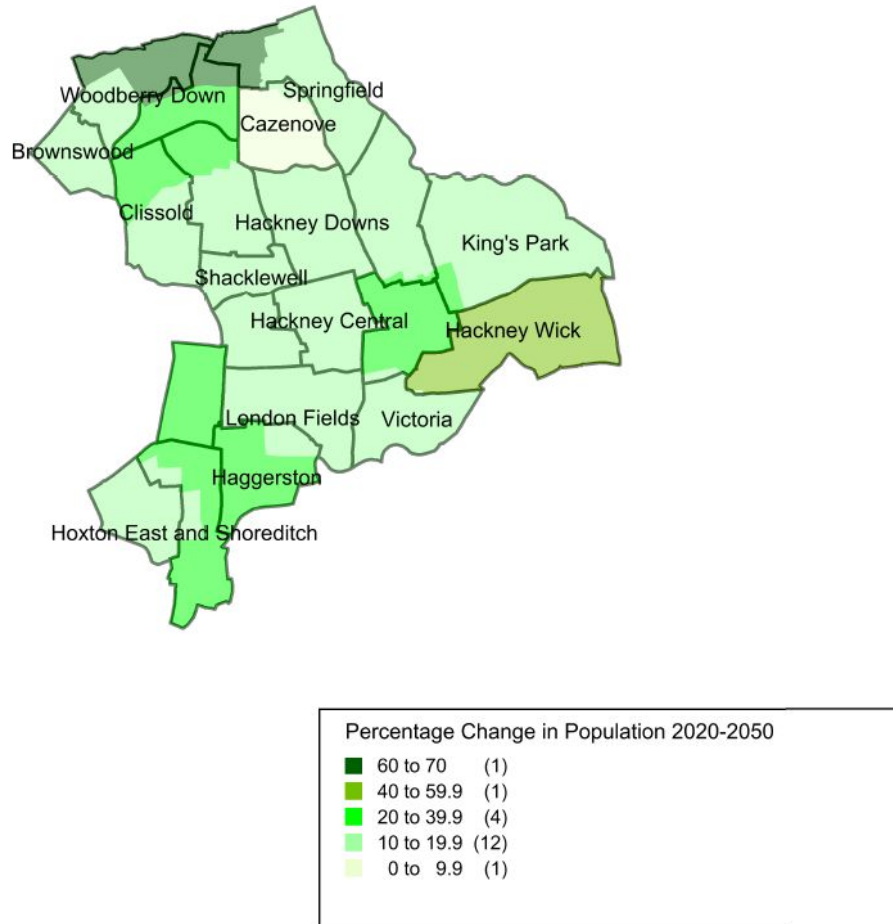 Woodberry Down
Springfield
Cazenove
Brownswood
Clissold
Hackney Downs
King's Park
Shacklewell
Hackney Central
Hackney Wick
London Fields
Victoria
Haggerston
Hoxton East and Shoreditch
Percentage Change in Population 2020-2050
60 to 70 (1)
40 to 59.9 (1)
20 to 39.9 (4)
10 to 19.9 (12)
0 to 9.9 (1)